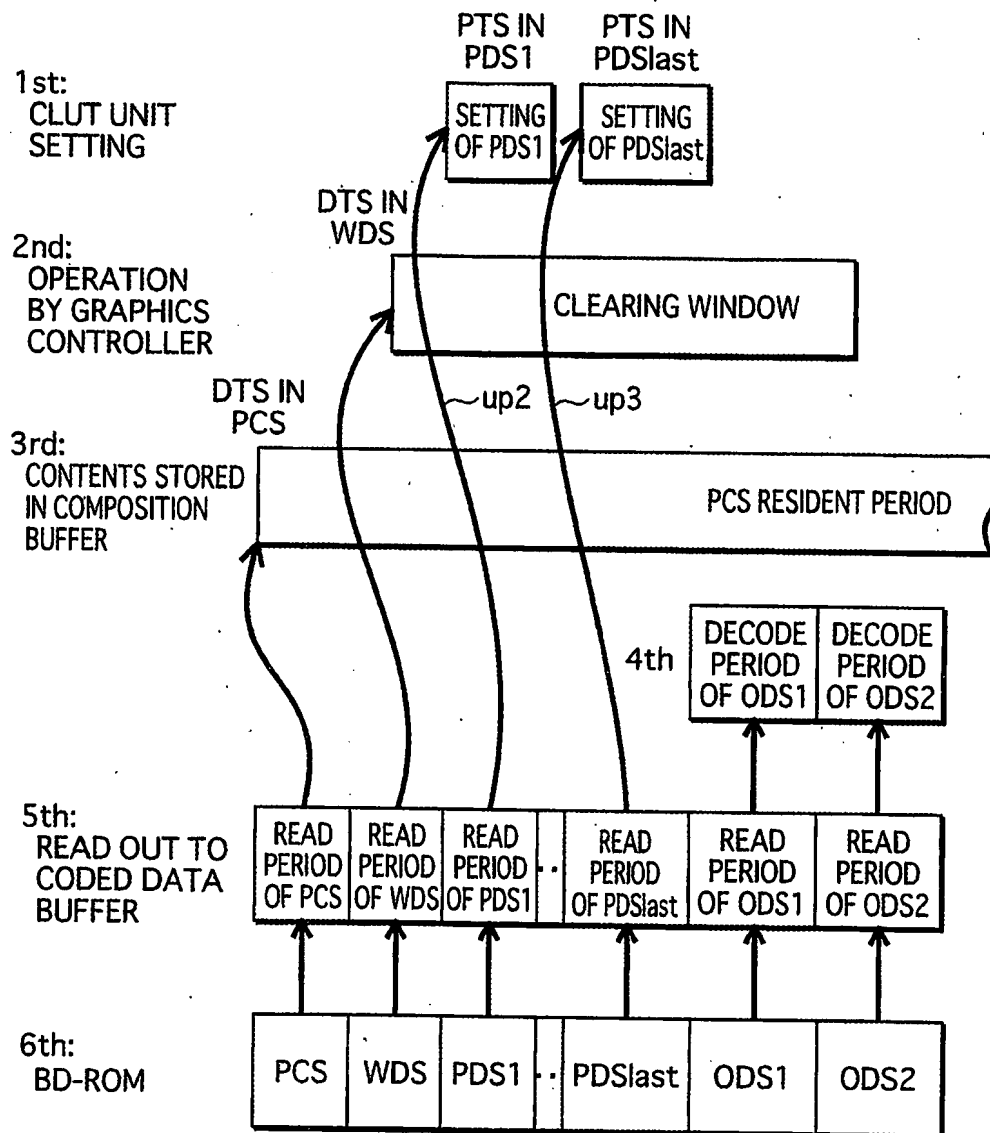 PTS IN
PDS1
PTS IN
PDSlast
1st:
CLUT UNIT
SETTING
SETTING
OF PDS1
SETTING
OF PDSlast
DTS IN
WDS
2nd:
OPERATION
BY GRAPHICS
CONTROLLER
CLEARING WINDOW
DTS IN
PCS
up2
up3
3rd:
CONTENTS STORED
IN COMPOSITION
BUFFER
PCS RESIDENT PERIOD
4th
DECODE
PERIOD
OF ODS1
DECODE
PERIOD
OF ODS2
5th:
READ OUT TO
CODED DATA
BUFFER
READ
PERIOD
OF PCS
READ
PERIOD
OF WDS
READ
PERIOD
OF PDS1
..
READ
PERIOD
OF PDSlast
READ
PERIOD
OF ODS1
READ
PERIOD
OF ODS2
6th:
BD-ROM
PCS
WDS
PDS1
..
PDSlast
ODS1
ODS2